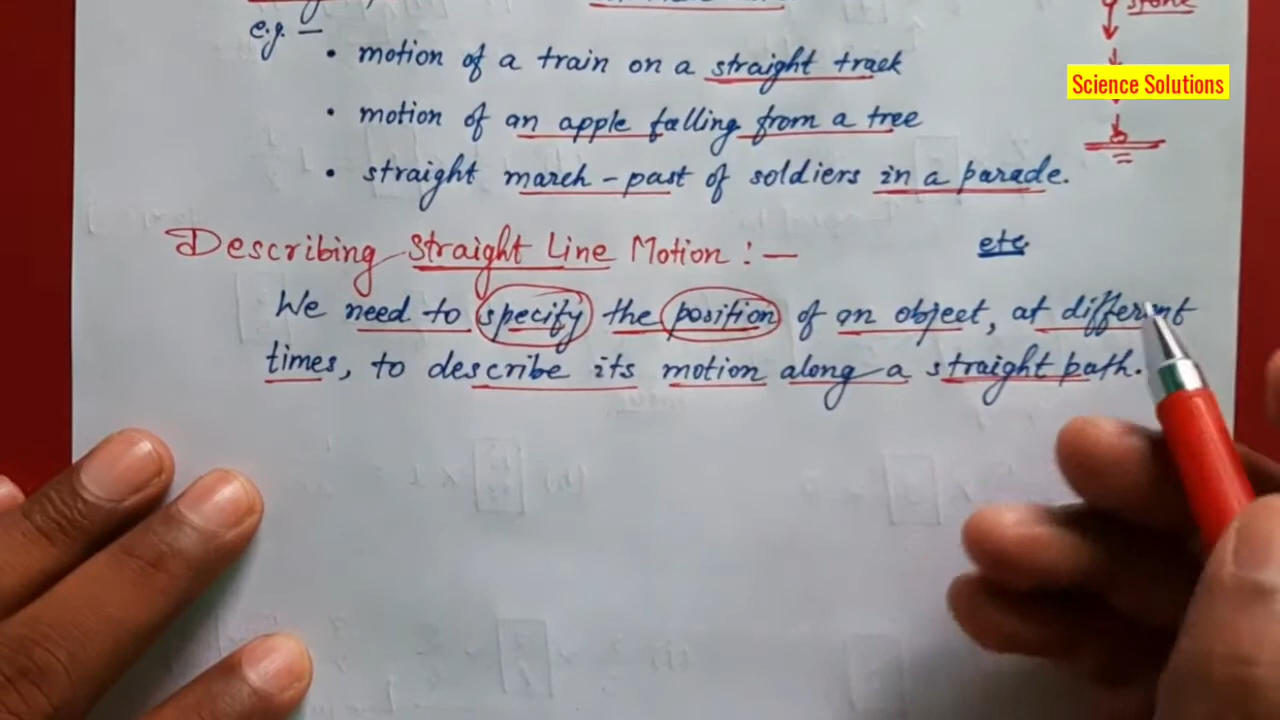 stone
e.g. —
• motion of a train on a straight track
Science Solutions
• motion of an apple falling from a tree
• straight march-past of soldiers in a parade.
etc
Describing Straight Line Motion :—
We need to specify the position of an object, at different
times, to describe its motion along a straight path.